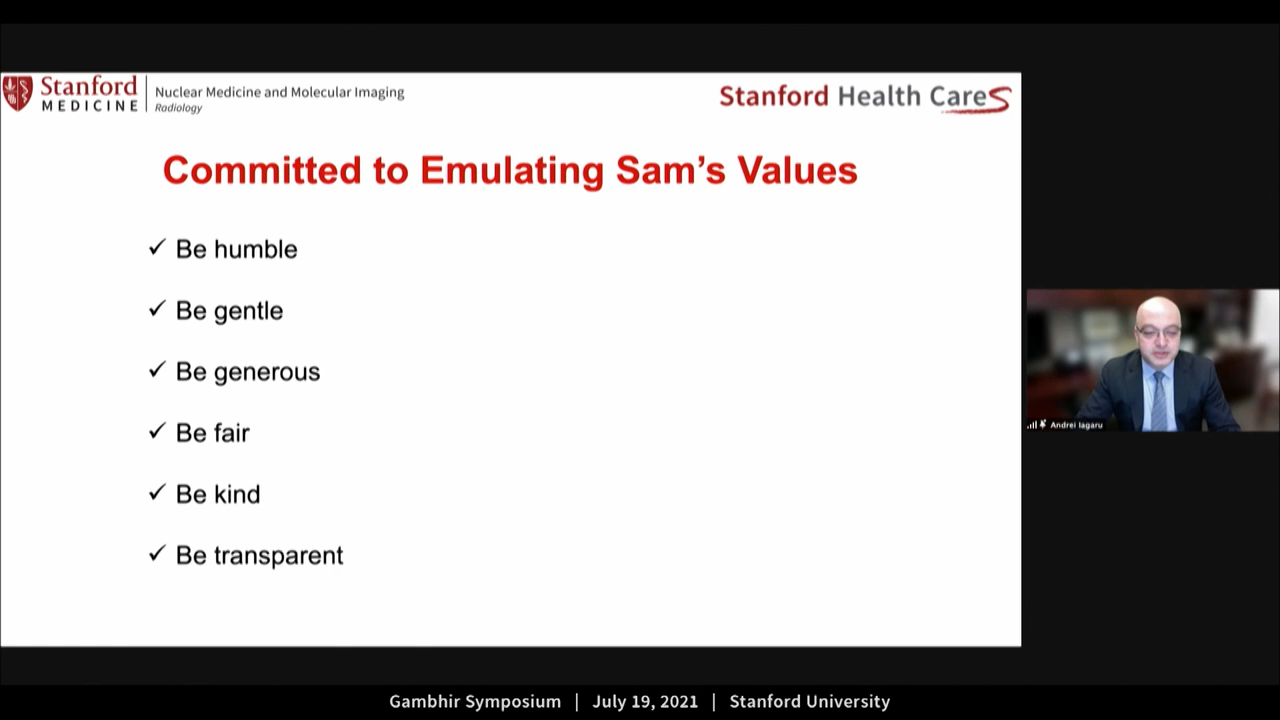 Stanford
MEDICINE
Nuclear Medicine and Molecular Imaging
Radiology
Stanford Health Care
Committed to Emulating Sam's Values
✓ Be humble
✓ Be gentle
✓ Be generous
✓ Be fair
✓ Be kind
✓ Be transparent
Andrei Iagaru
Gambhir Symposium | July 19, 2021 | Stanford University